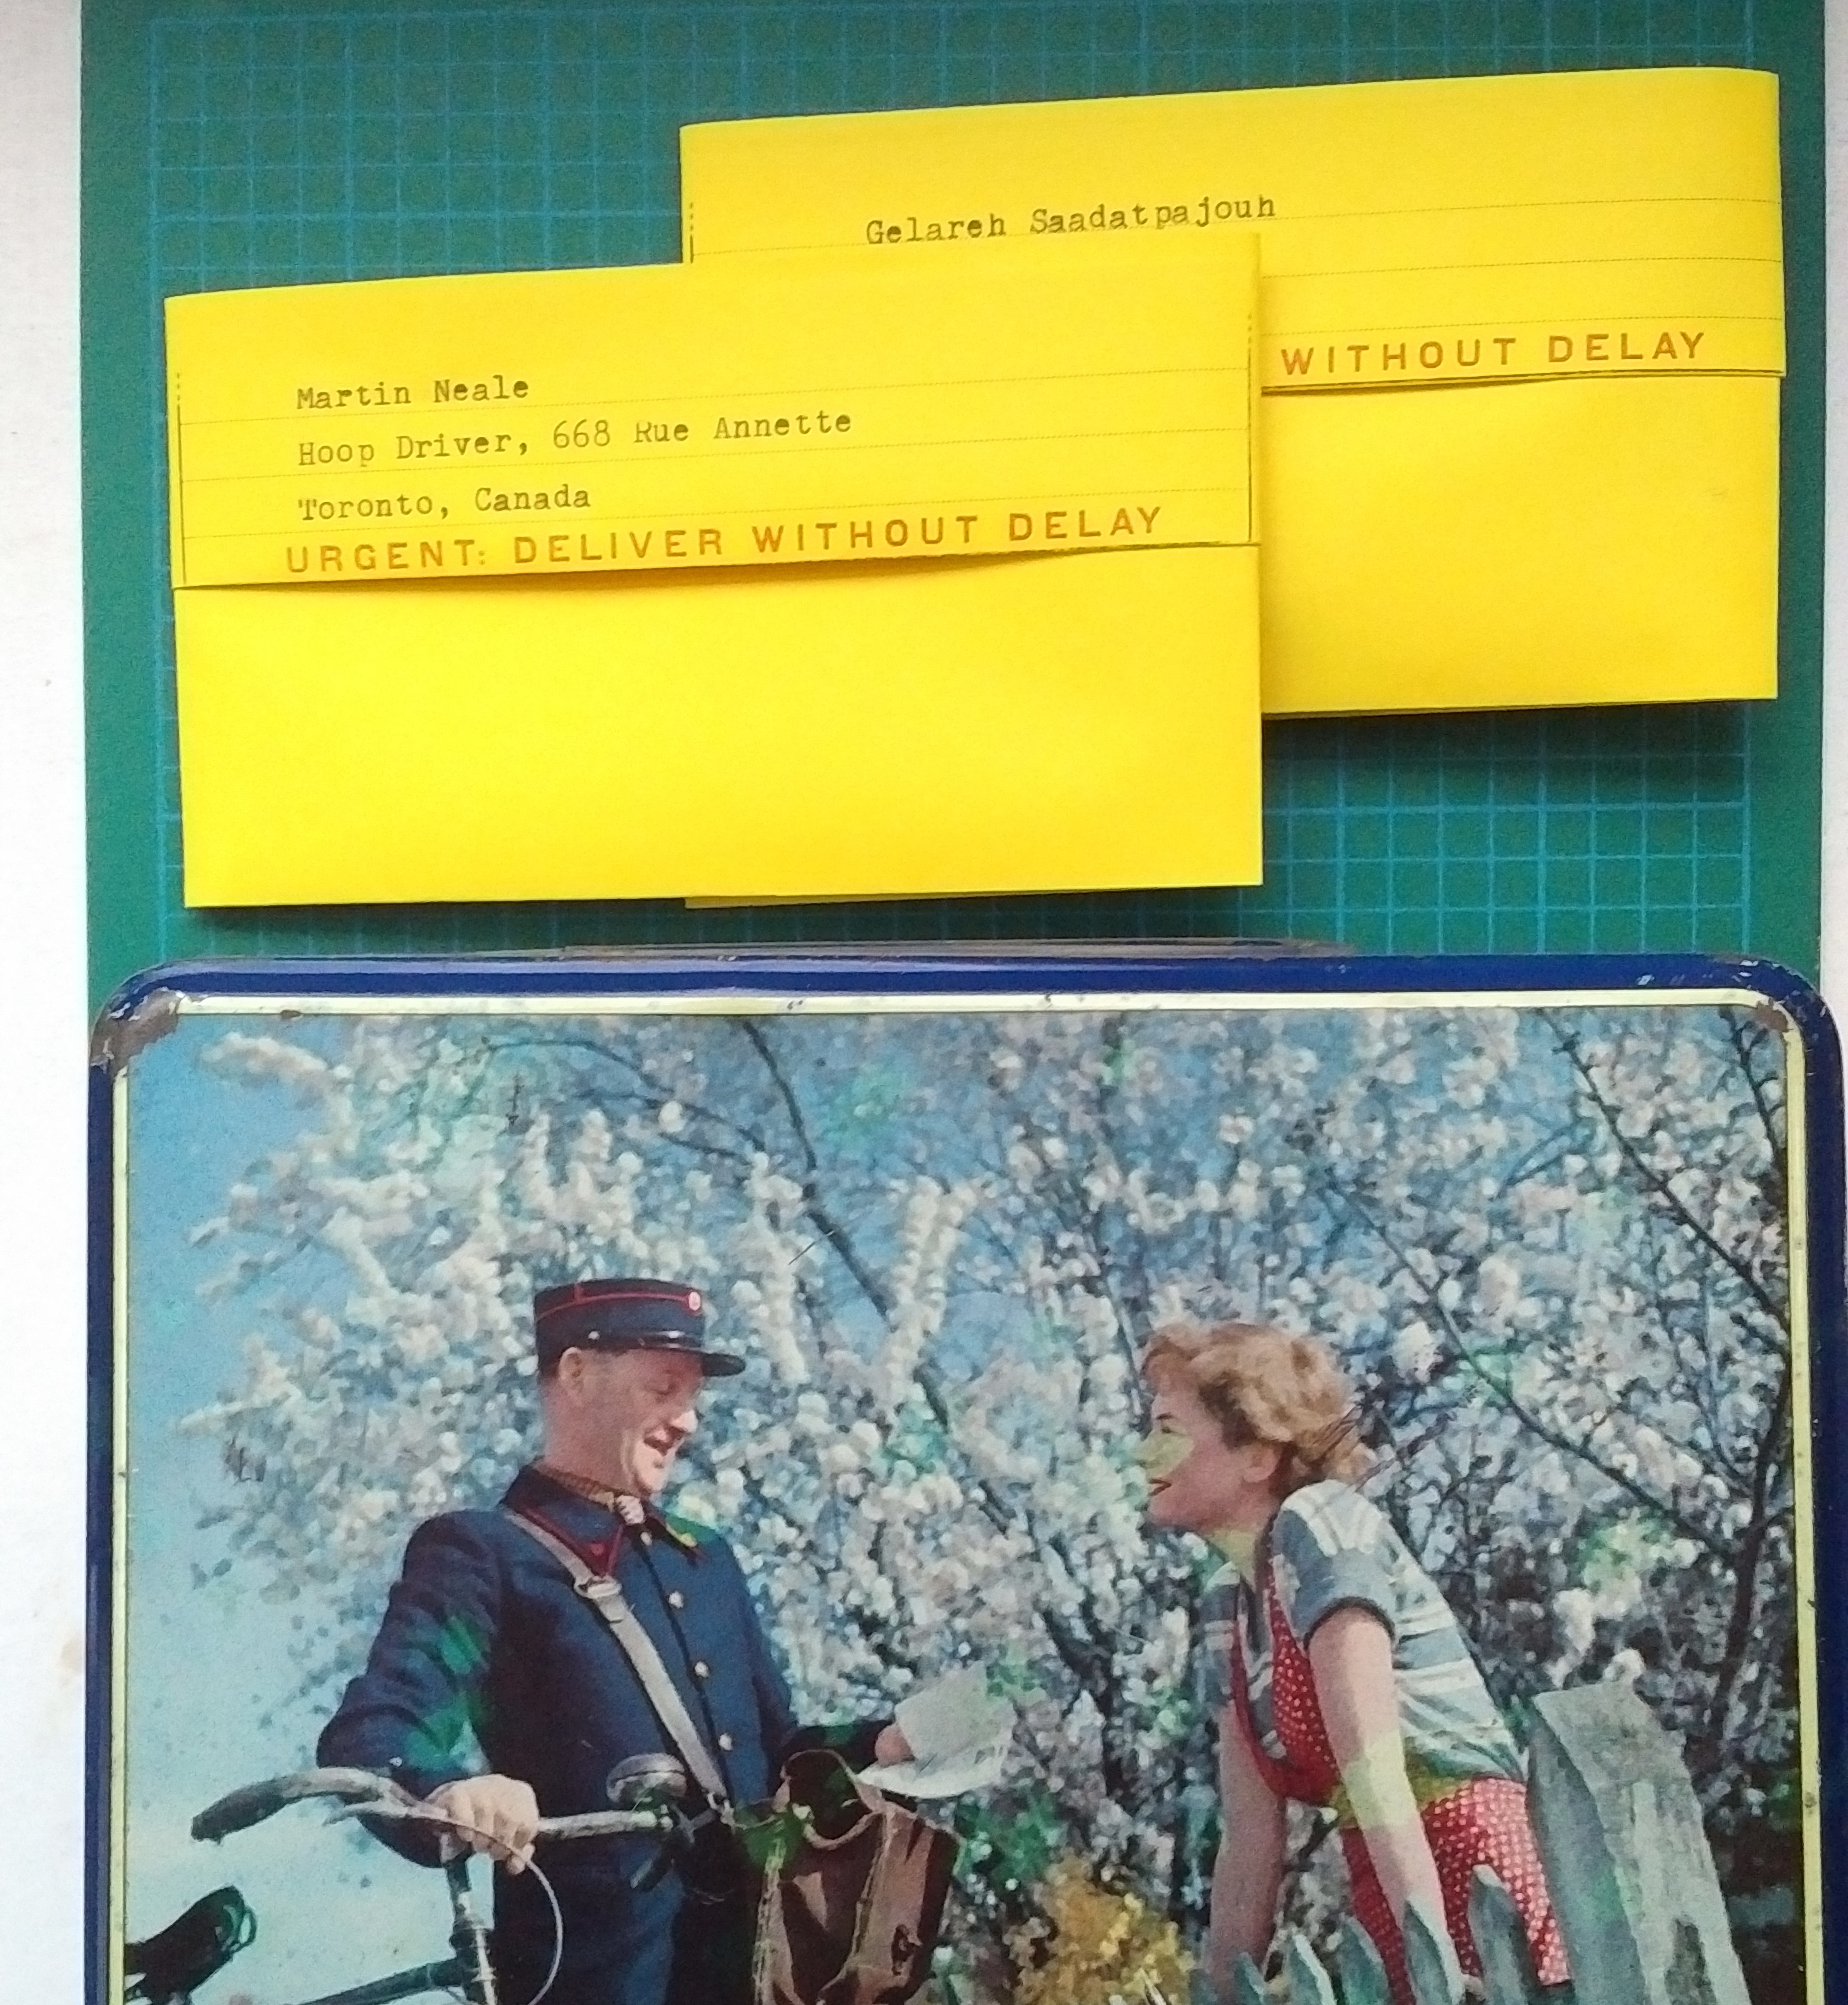 Gelareh Saadatpajouh
WITHOUT DELAY
Martin Neale
Hoop Driver, 668 Rue Annette
Toronto, Canada
URGENT: DELIVER WITHOUT DELAY